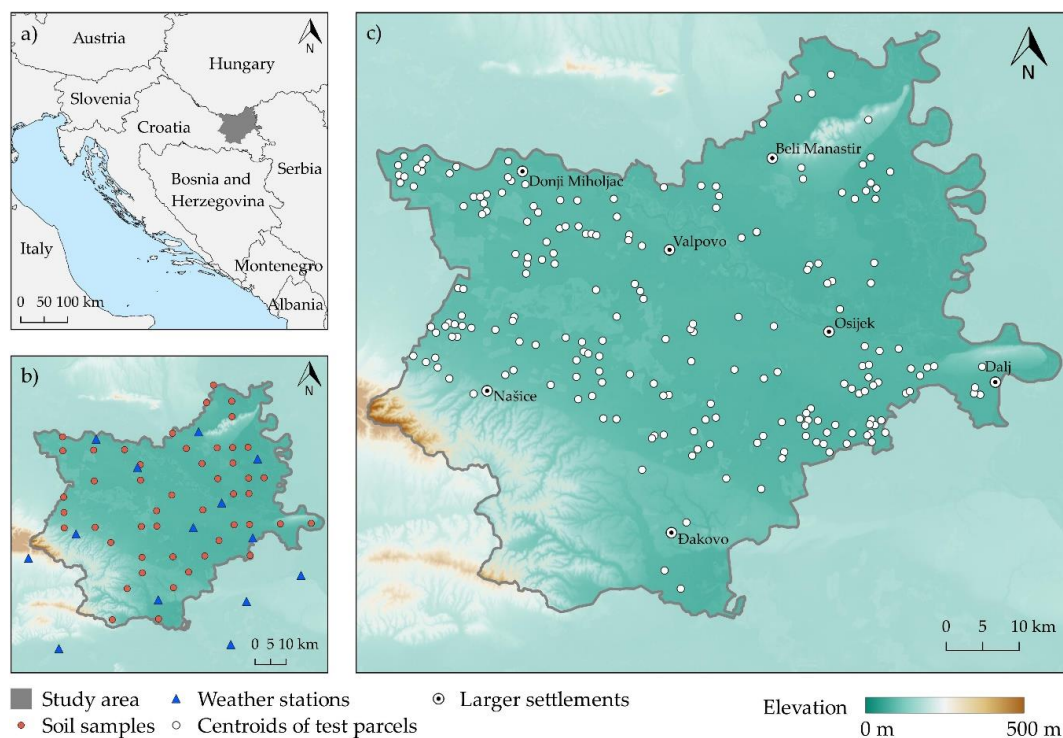 a)
N
Austria
Hungary
Slovenia
Croatia
Serbia
Bosnia and
Herzegovina
Italy
Montenegro
Albania
0 50 100 km
b)
N
0 5 10 km
c)
N
Beli Manastir
Donji Miholjac
Valpovo
Osijek
Dalj
Našice
Đakovo
0 5 10 km
Study area
Weather stations
Larger settlements
Soil samples
Centroids of test parcels
Elevation
0 m
500 m